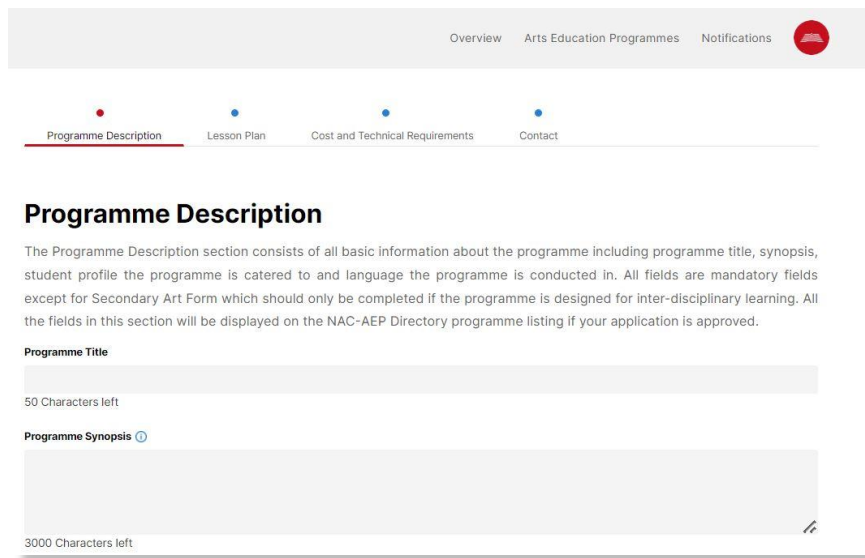 Overview Arts Education Programmes Notifications
Programme Description Lesson Plan Cost and Technical Requirements Contact
Programme Description
The Programme Description section consists of all basic information about the programme including programme title, synopsis,
student profile the programme is catered to and language the programme is conducted in. All fields are mandatory fields
except for Secondary Art Form which should only be completed if the programme is designed for inter-disciplinary learning. All
the fields in this section will be displayed on the NAC-AEP Directory programme listing if your application is approved.
Programme Title
50 Characters left
Programme Synopsis
3000 Characters left